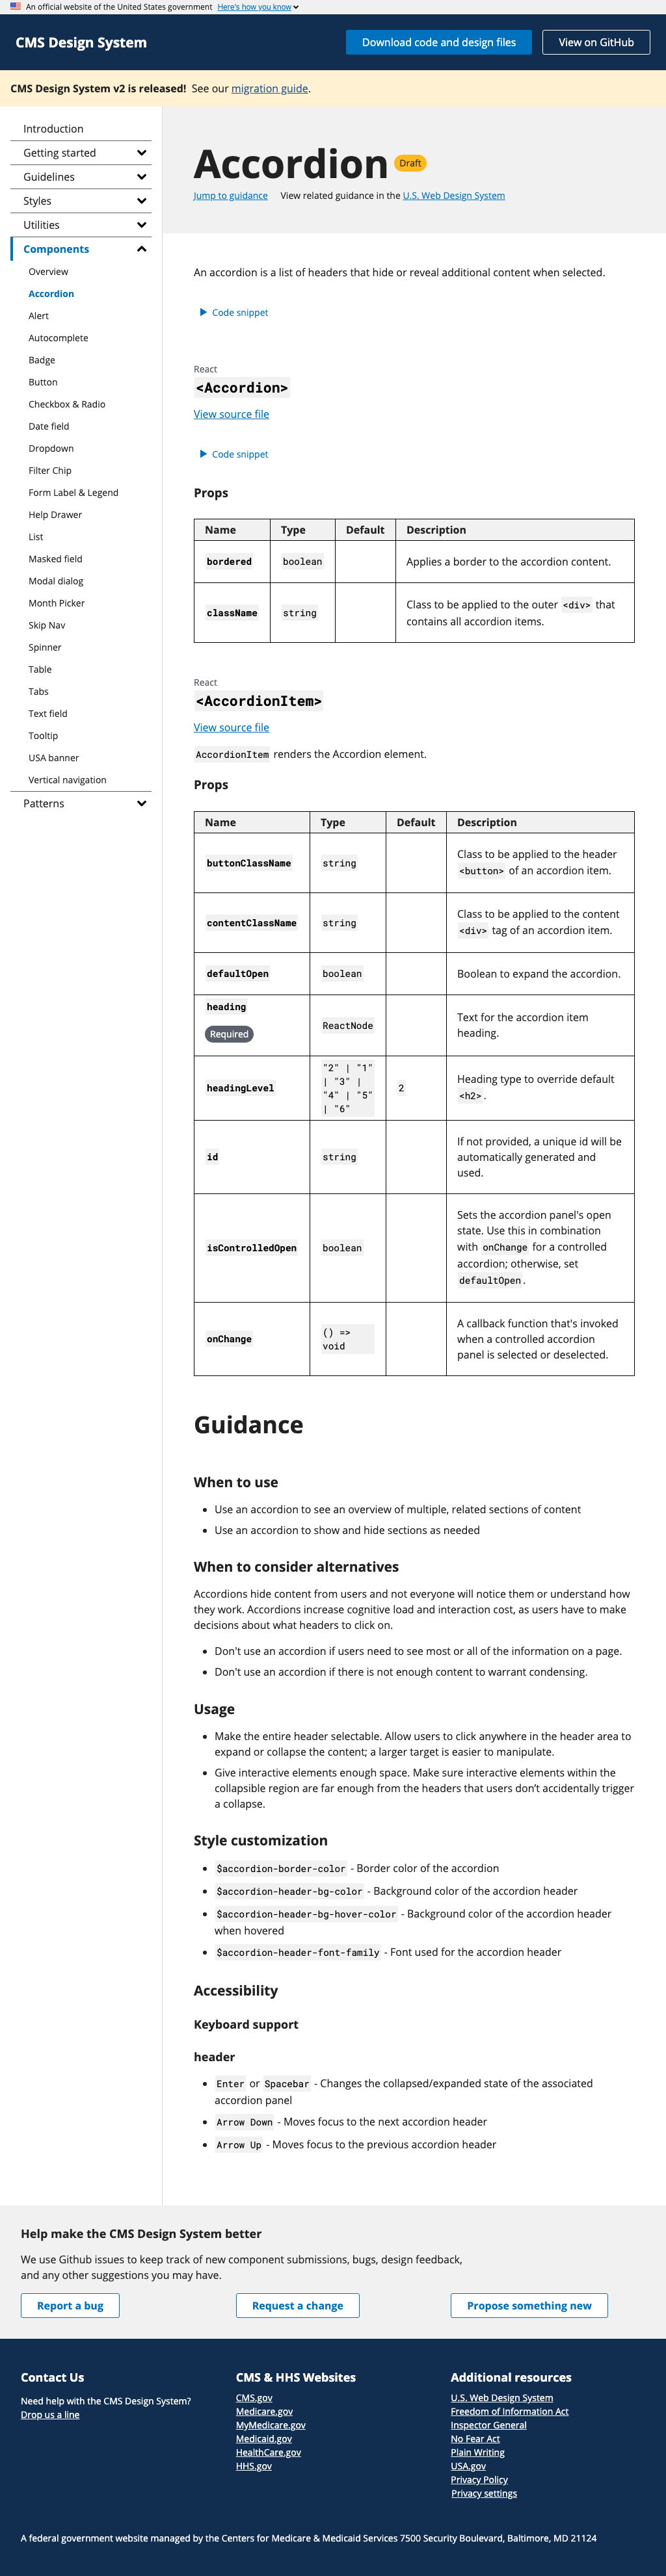 An official website of the United States government Here's how you know
CMS Design System
Download code and design files
View on GitHub
CMS Design System v2 is released! See our migration guide.
Introduction
Getting started
Guidelines
Styles
Utilities
Components
Overview
Accordion
Alert
Autocomplete
Badge
Button
Checkbox & Radio
Date field
Dropdown
Filter Chip
Form Label & Legend
Help Drawer
List
Masked field
Modal dialog
Month Picker
Skip Nav
Spinner
Table
Tabs
Text field
Tooltip
USA banner
Vertical navigation
Patterns
Accordion Draft
Jump to guidance View related guidance in the U.S. Web Design System
An accordion is a list of headers that hide or reveal additional content when selected.
Code snippet
React
<Accordion>
View source file
Code snippet
Props
Name Type Default Description
bordered boolean Applies a border to the accordion content.
className string Class to be applied to the outer <div> that
contains all accordion items.
React
<AccordionItem>
View source file
AccordionItem renders the Accordion element.
Props
Name Type Default Description
buttonClassName string Class to be applied to the header
<button> of an accordion item.
contentClassName string Class to be applied to the content
<div> tag of an accordion item.
defaultOpen boolean Boolean to expand the accordion.
heading
Required
ReactNode
Text for the accordion item
heading.
headingLevel
"2" | "1"
| "3" |
"4" | "5"
| "6"
2
Heading type to override default
<h2>.
id
string
If not provided, a unique id will be
automatically generated and
used.
isControlledOpen
boolean
Sets the accordion panel's open
state. Use this in combination
with onChange for a controlled
accordion; otherwise, set
defaultOpen.
onChange
() =>
void
A callback function that's invoked
when a controlled accordion
panel is selected or deselected.
Guidance
When to use
Use an accordion to see an overview of multiple, related sections of content
Use an accordion to show and hide sections as needed
When to consider alternatives
Accordions hide content from users and not everyone will notice them or understand how
they work. Accordions increase cognitive load and interaction cost, as users have to make
decisions about what headers to click on.
Don't use an accordion if users need to see most or all of the information on a page.
Don't use an accordion if there is not enough content to warrant condensing.
Usage
Make the entire header selectable. Allow users to click anywhere in the header area to
expand or collapse the content; a larger target is easier to manipulate.
Give interactive elements enough space. Make sure interactive elements within the
collapsible region are far enough from the headers that users don’t accidentally trigger
a collapse.
Style customization
$accordion-border-color - Border color of the accordion
$accordion-header-bg-color - Background color of the accordion header
$accordion-header-bg-hover-color - Background color of the accordion header
when hovered
$accordion-header-font-family - Font used for the accordion header
Accessibility
Keyboard support
header
Enter or Spacebar - Changes the collapsed/expanded state of the associated
accordion panel
Arrow Down - Moves focus to the next accordion header
Arrow Up - Moves focus to the previous accordion header
Help make the CMS Design System better
We use Github issues to keep track of new component submissions, bugs, design feedback,
and any other suggestions you may have.
Report a bug
Request a change
Propose something new
Contact Us
Need help with the CMS Design System?
Drop us a line
CMS & HHS Websites
CMS.gov
Medicare.gov
MyMedicare.gov
Medicaid.gov
HealthCare.gov
HHS.gov
Additional resources
U.S. Web Design System
Freedom of Information Act
Inspector General
No Fear Act
Plain Writing
USA.gov
Privacy Policy
Privacy settings
A federal government website managed by the Centers for Medicare & Medicaid Services 7500 Security Boulevard, Baltimore, MD 21124